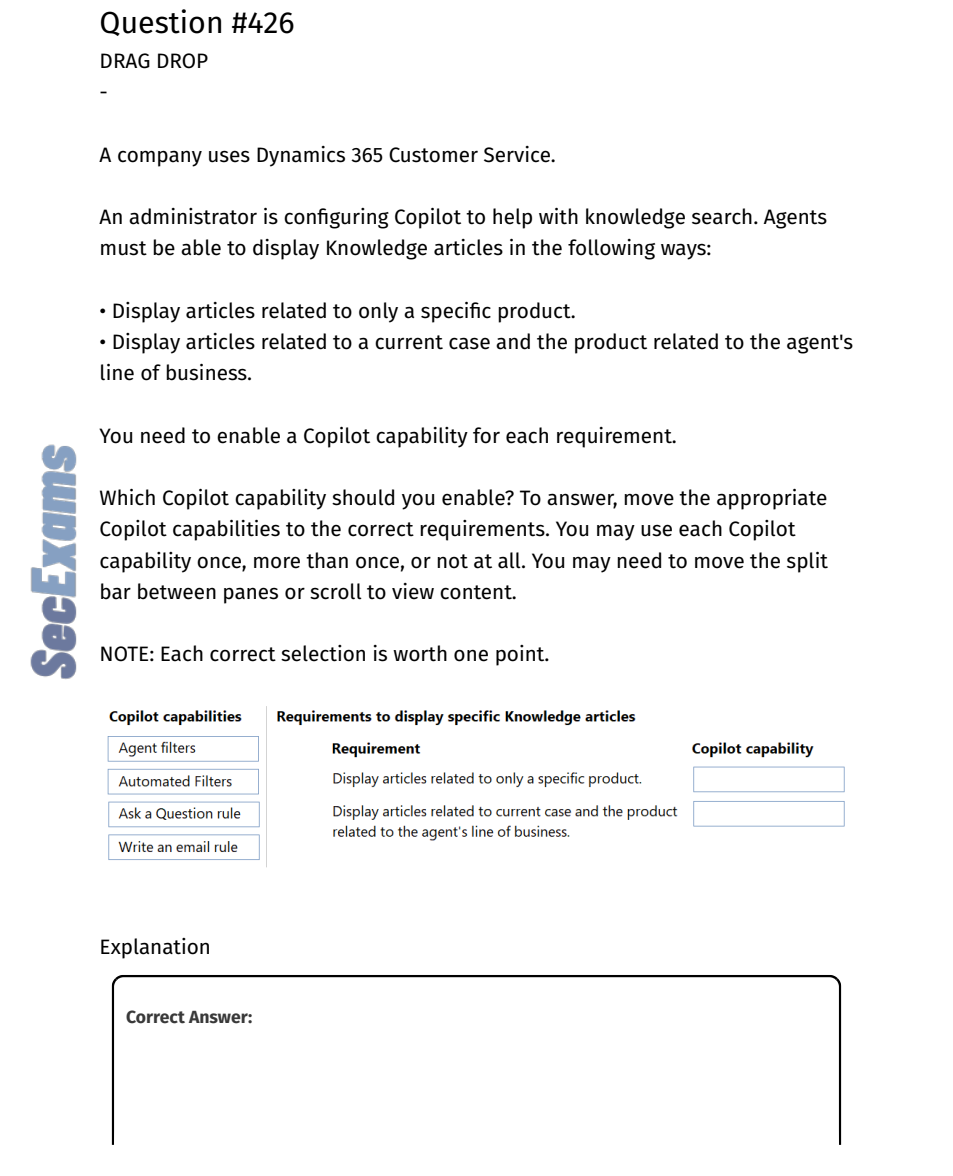 Question #426
DRAG DROP
-
A company uses Dynamics 365 Customer Service.
An administrator is configuring Copilot to help with knowledge search. Agents
must be able to display Knowledge articles in the following ways:
• Display articles related to only a specific product.
• Display articles related to a current case and the product related to the agent's
line of business.
You need to enable a Copilot capability for each requirement.
Which Copilot capability should you enable? To answer, move the appropriate
Copilot capabilities to the correct requirements. You may use each Copilot
capability once, more than once, or not at all. You may need to move the split
bar between panes or scroll to view content.
NOTE: Each correct selection is worth one point.
SecExams
Copilot capabilities
Agent filters
Automated Filters
Ask a Question rule
Write an email rule
Requirements to display specific Knowledge articles
Requirement
Copilot capability
Display articles related to only a specific product.
Display articles related to current case and the product
related to the agent's line of business.
Explanation
Correct Answer: